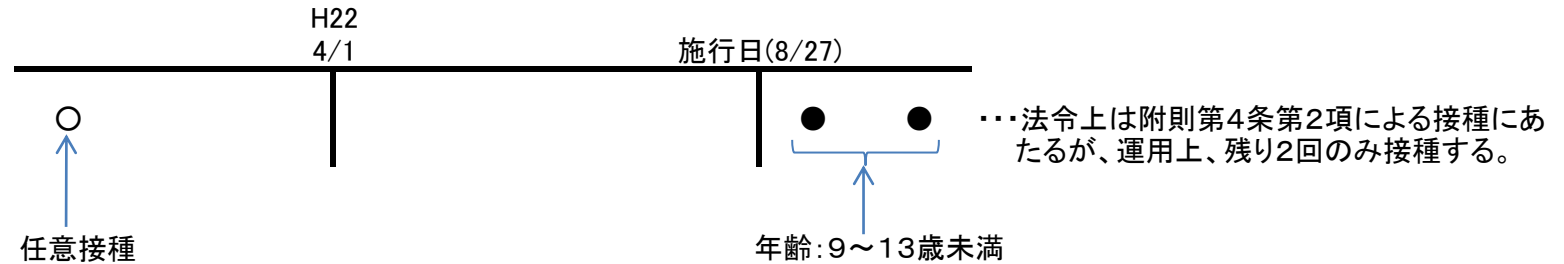 H22
4/1
施行日(8/27)
○ ● ● ・・・法令上は附則第4条第2項による接種にあ
たるが、運用上、残り2回のみ接種する。
任意接種
年齢:9~13歳未満